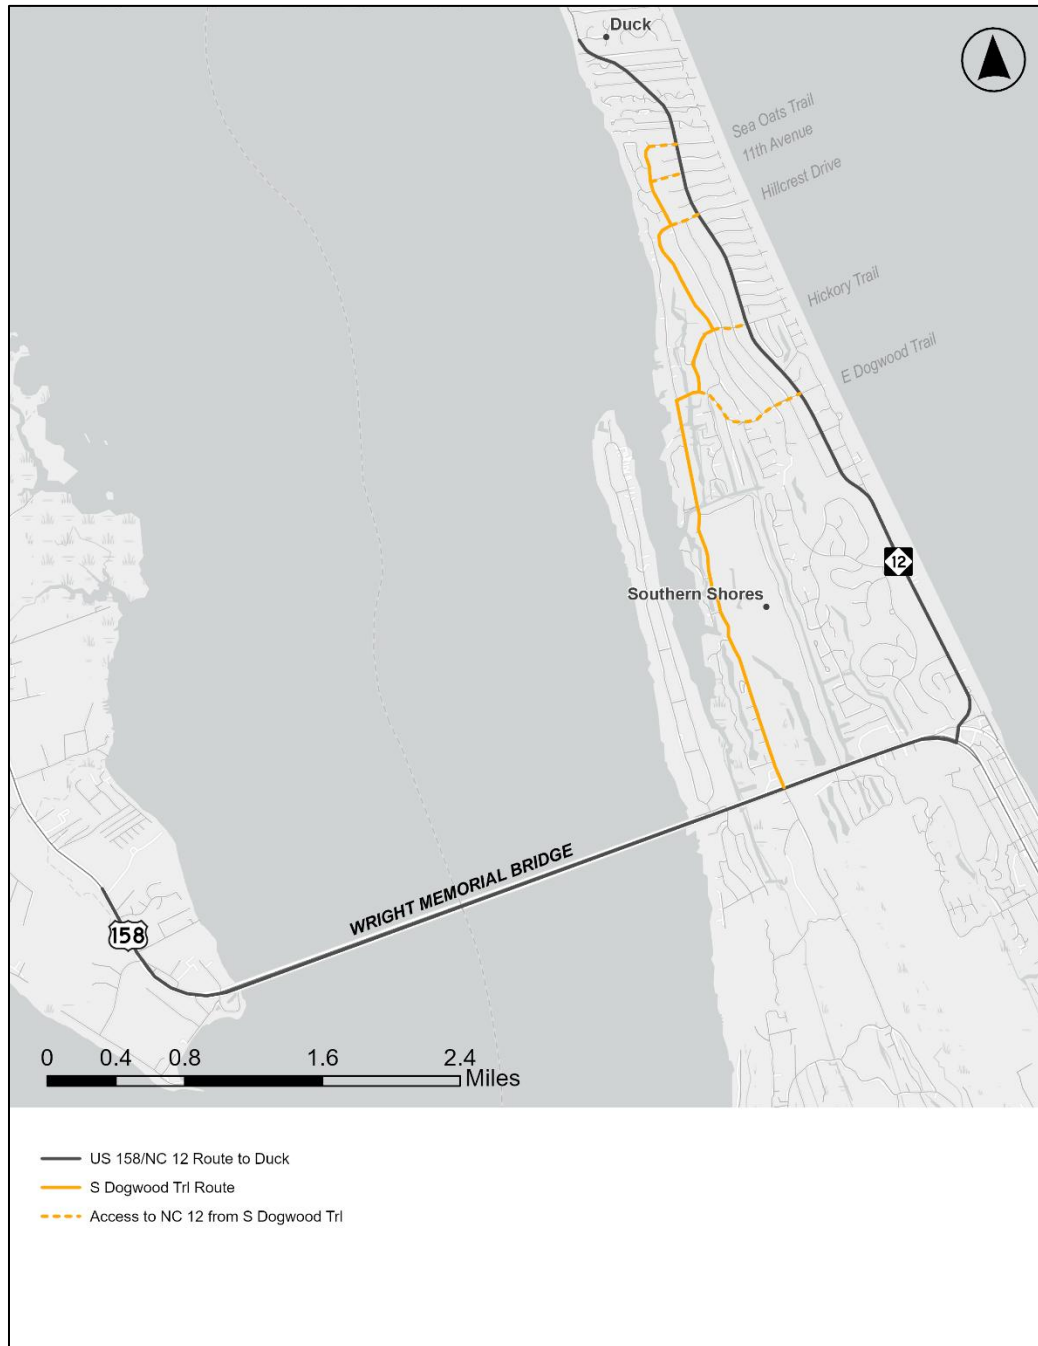 Duck
Sea Oats Trail
11th Avenue
Hillcrest Drive
Hickory Trail
E Dogwood Trail
12
Southern Shores
WRIGHT MEMORIAL BRIDGE
158
0 0.4 0.8 1.6 2.4
Miles
US 158/NC 12 Route to Duck
S Dogwood Trl Route
Access to NC 12 from S Dogwood Trl